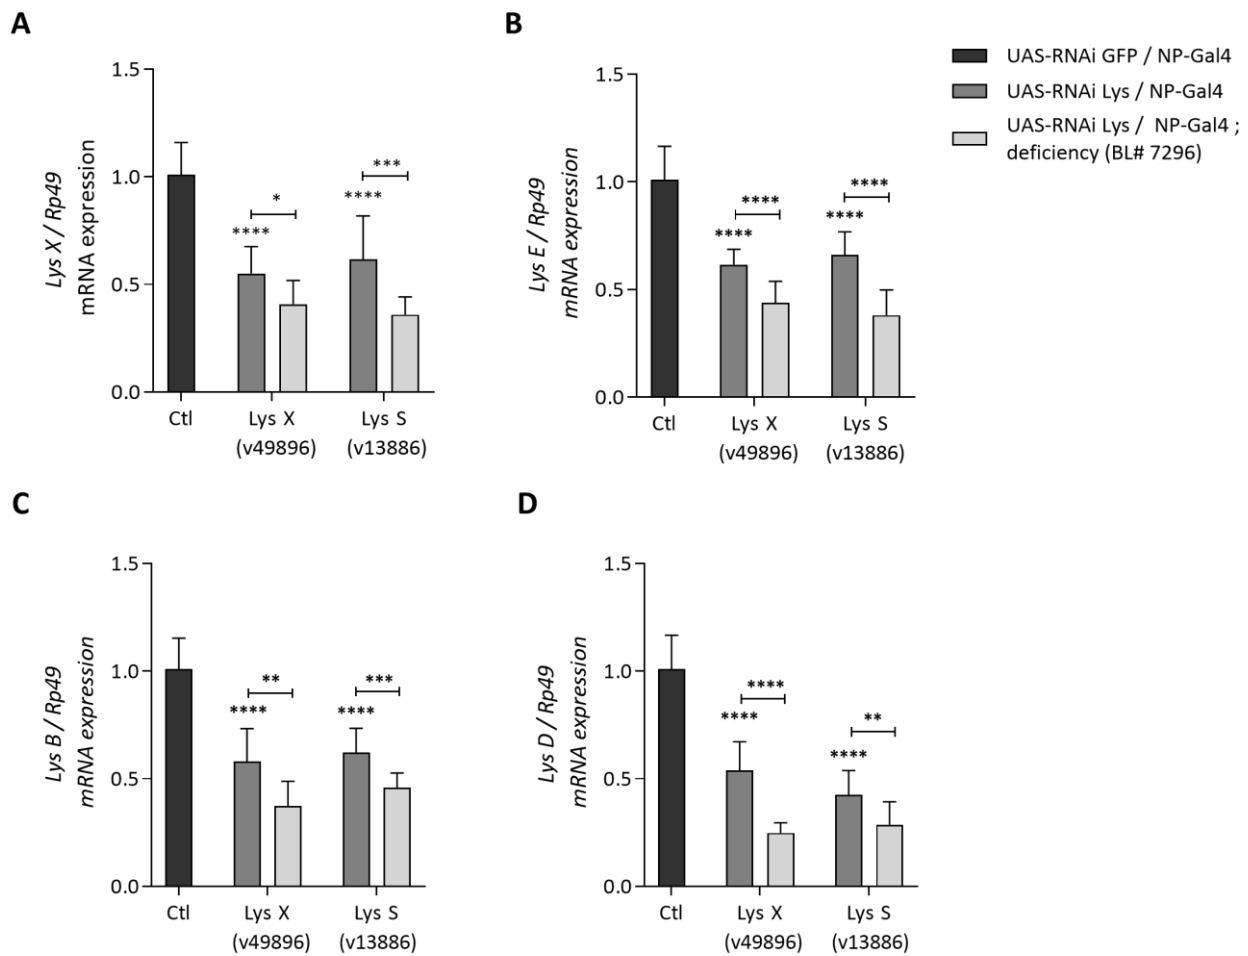 A
Lys X / Rp49
mRNA expression
1.5
1.0
0.5
0.0
***
*
****
****
Ctl
Lys X
(v49896)
Lys S
(v13886)
B
Lys E / Rp49
mRNA expression
1.5
1.0
0.5
0.0
****
****
****
****
Ctl
Lys X
(v49896)
Lys S
(v13886)
UAS-RNAi GFP / NP-Gal4
UAS-RNAi Lys / NP-Gal4
UAS-RNAi Lys / NP-Gal4 ;
deficiency (BL# 7296)
C
Lys B / Rp49
mRNA expression
1.5
1.0
0.5
0.0
**
***
****
****
Ctl
Lys X
(v49896)
Lys S
(v13886)
D
Lys D / Rp49
mRNA expression
1.5
1.0
0.5
0.0
****
**
****
****
Ctl
Lys X
(v49896)
Lys S
(v13886)